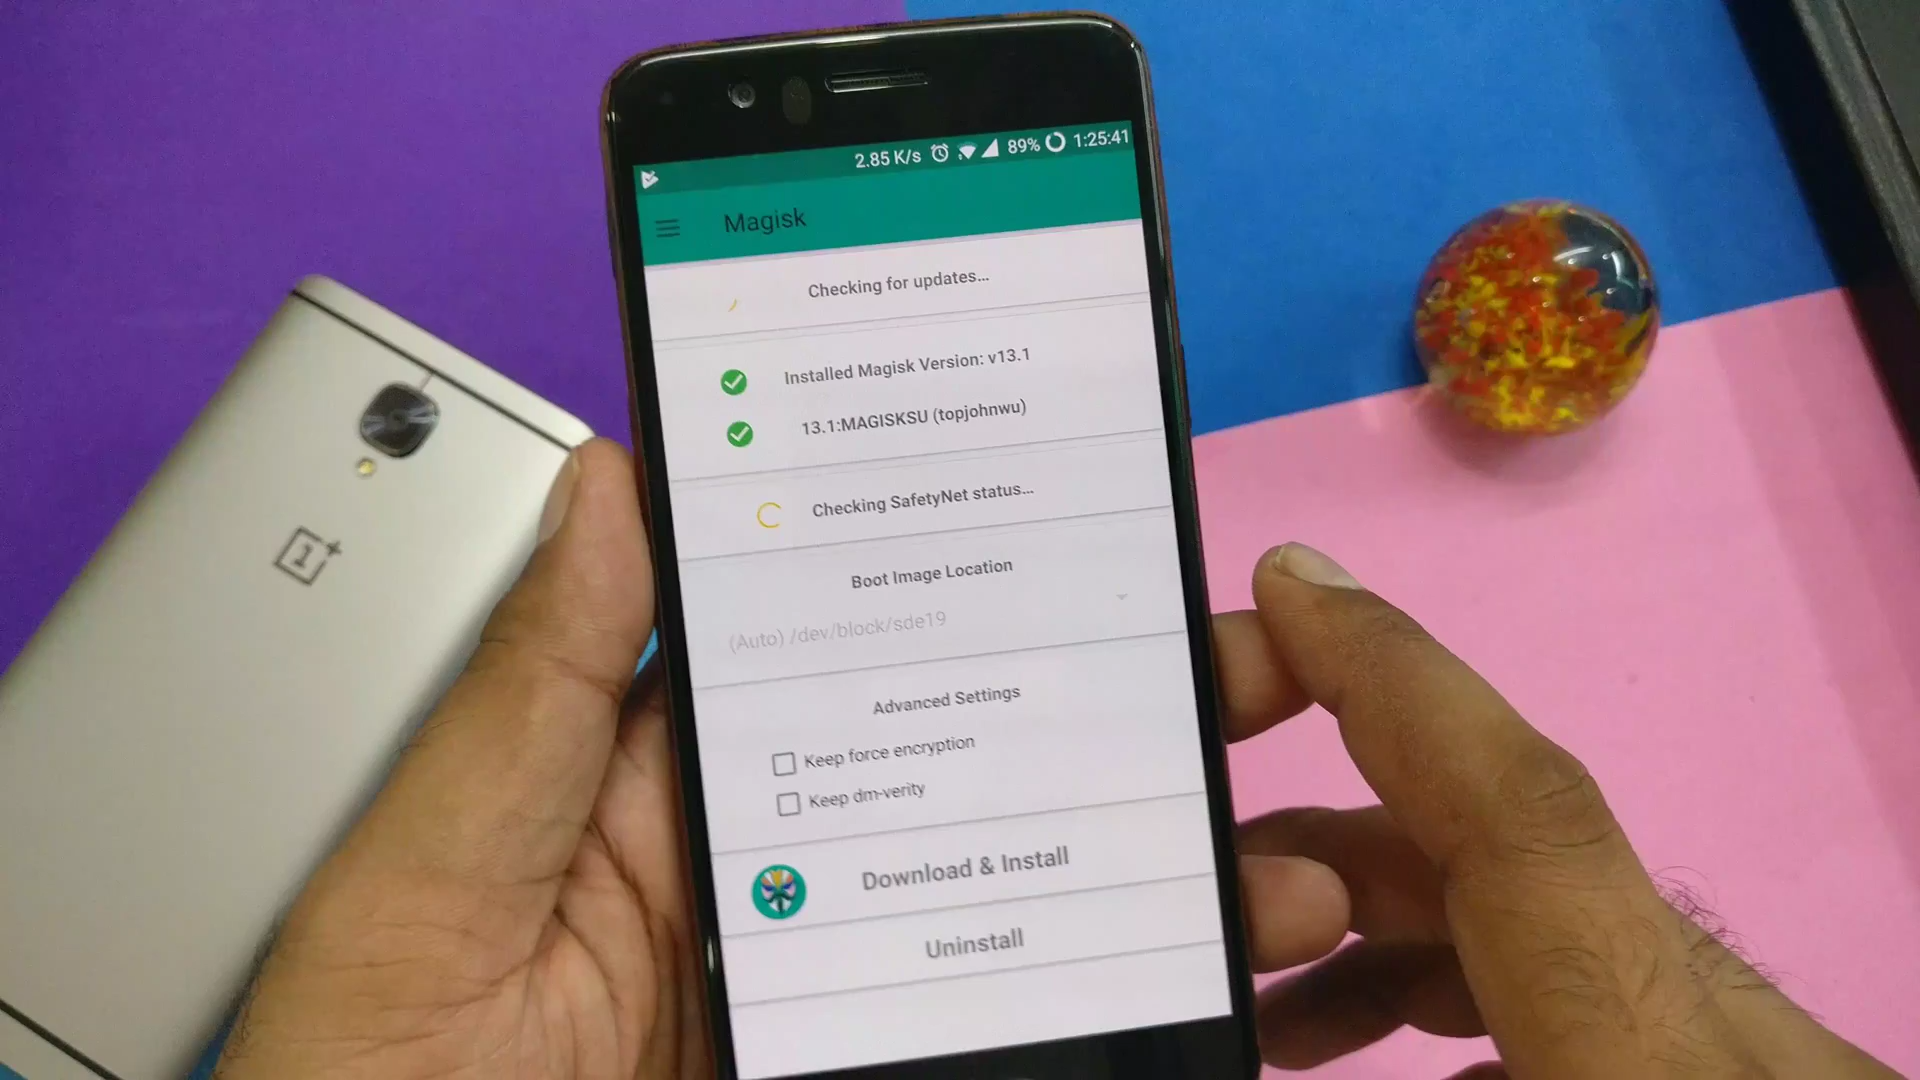 2.85 K/s 89% 1:25:41
Magisk
Checking for updates...
Installed Magisk Version: v13.1
13.1:MAGISKSU (topjohnwu)
Checking SafetyNet status...
Boot Image Location
(Auto) /dev/block/sde19
Advanced Settings
Keep force encryption
Keep dm-verity
Download & Install
Uninstall
1+